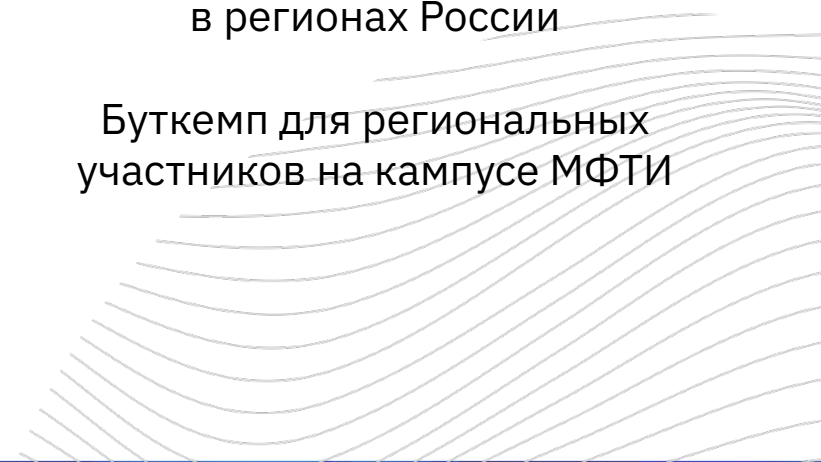 в регионах России
Буткемп для региональных
участников на кампусе МФТИ